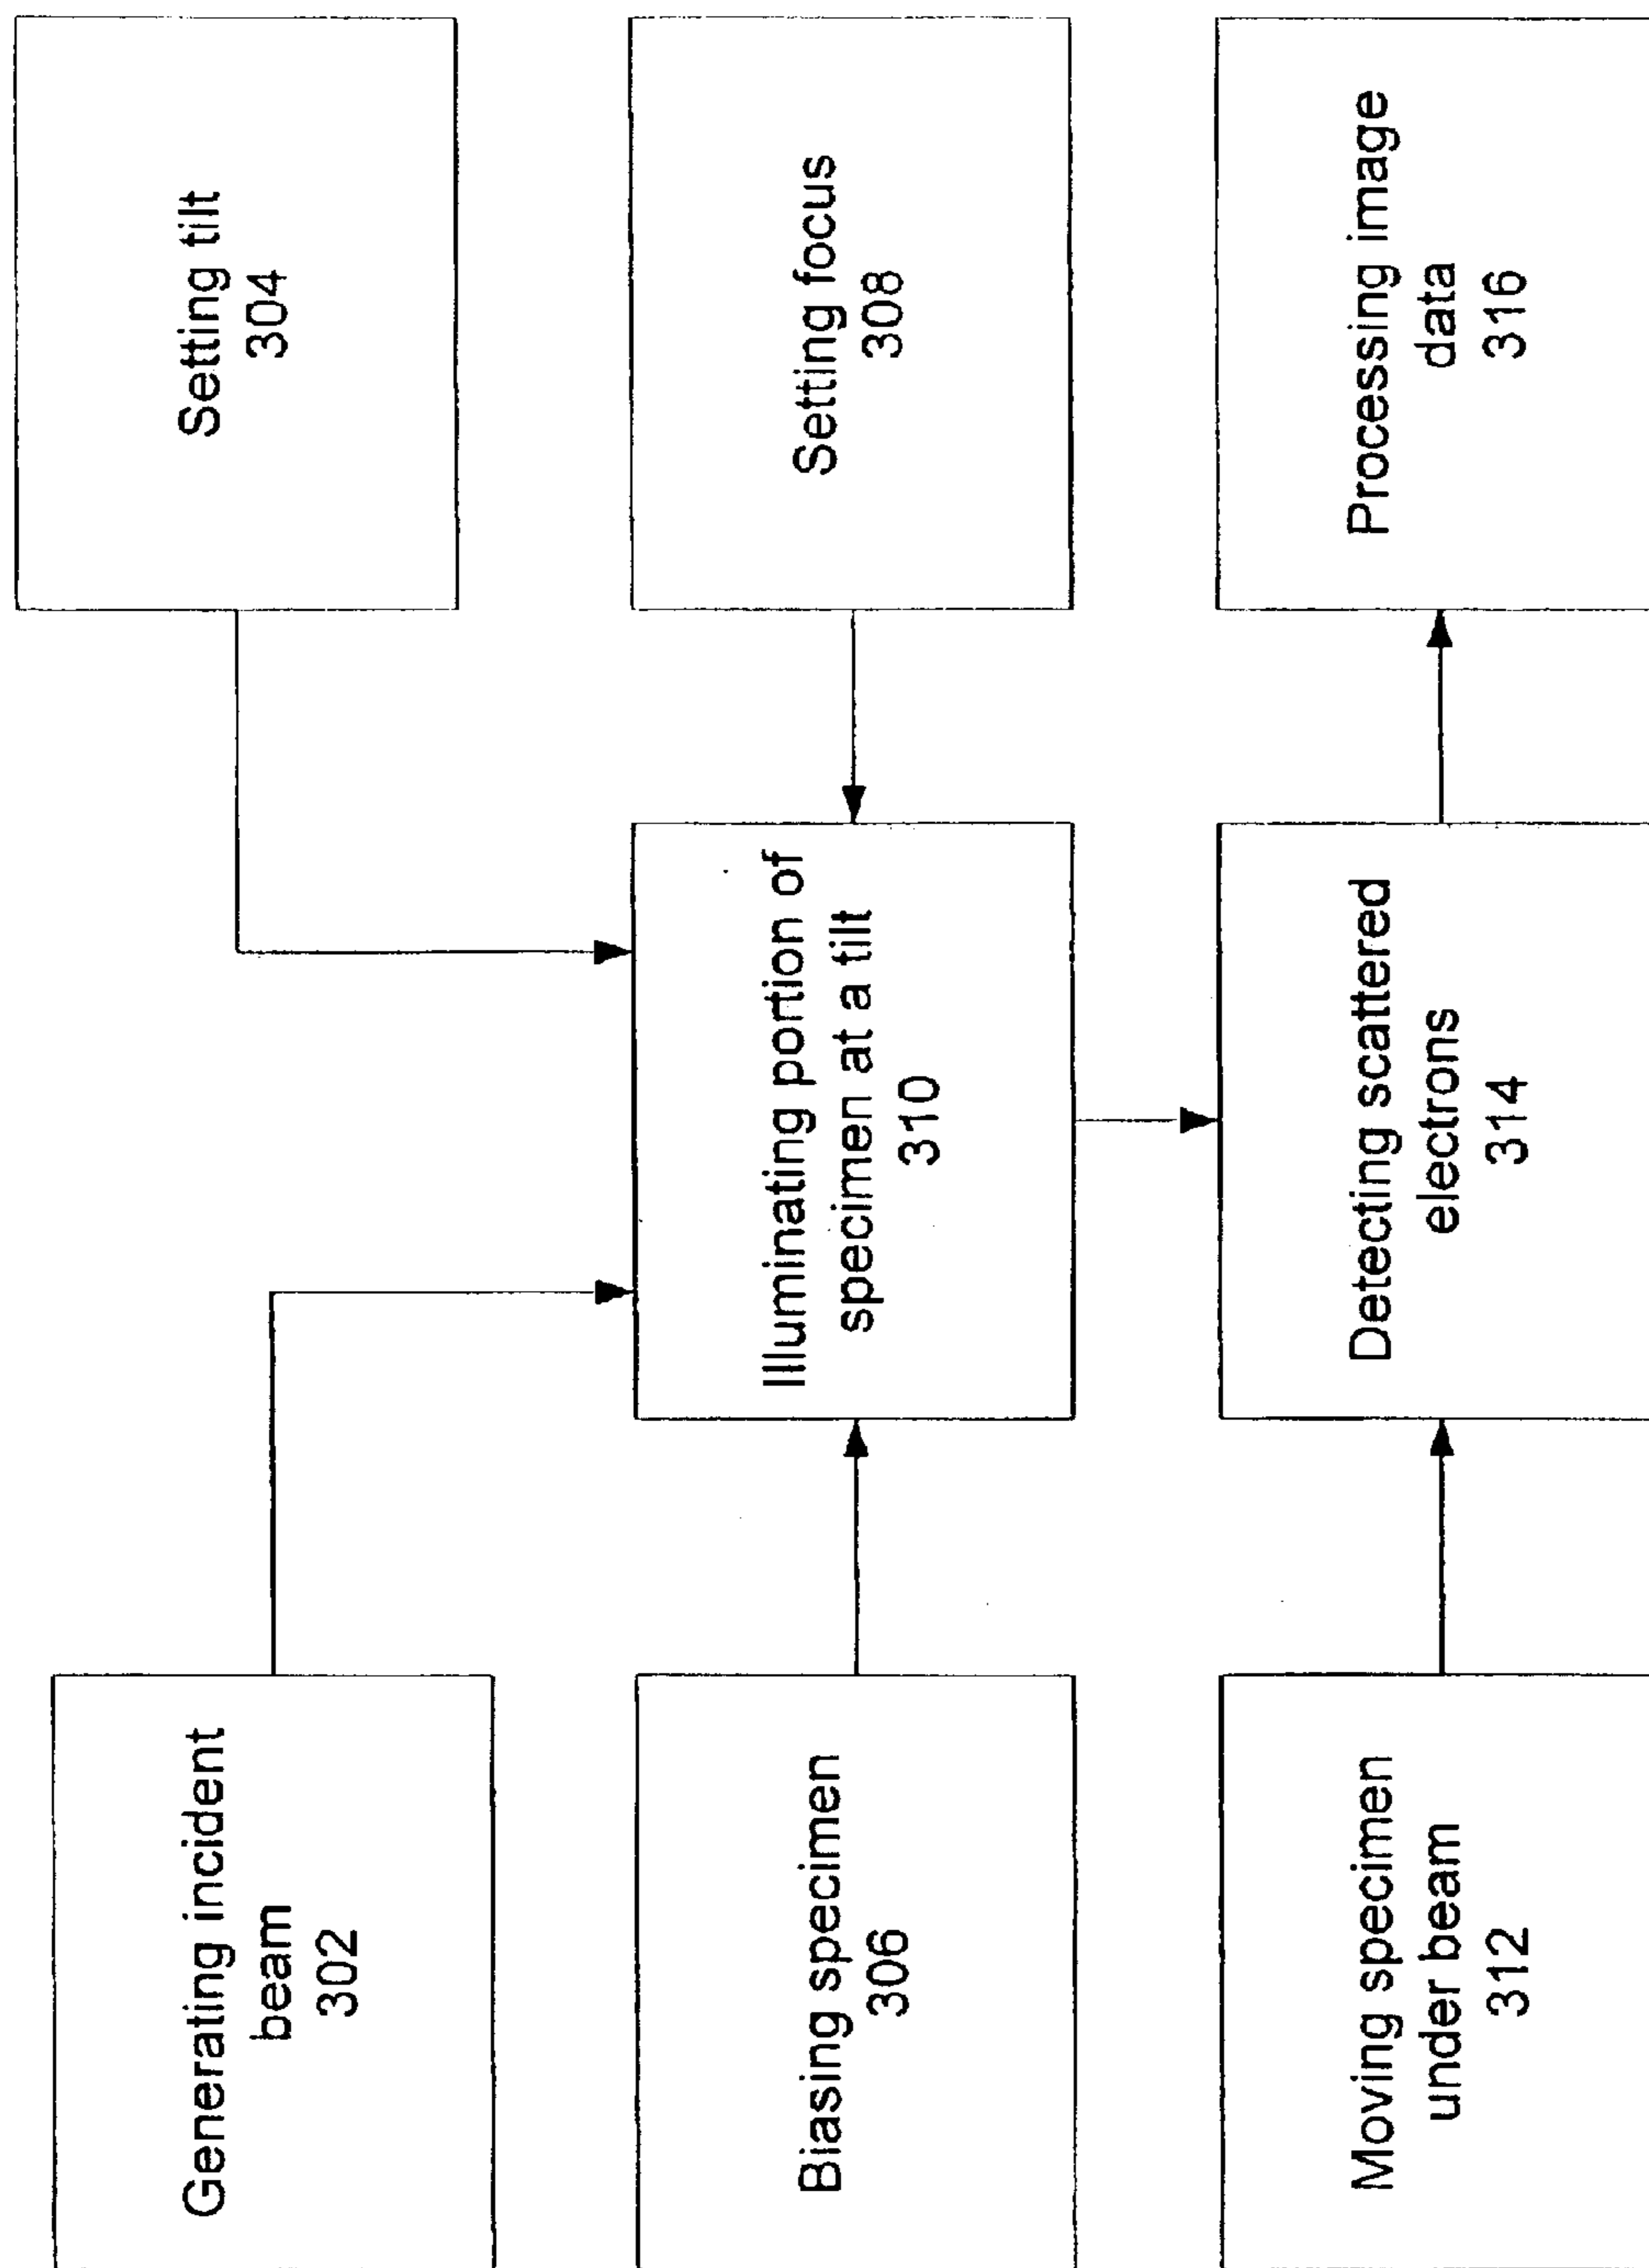 Generating incident
beam
302
Setting tilt
304
Biasing specimen
306
Illuminating portion of
specimen at a tilt
310
Setting focus
308
Moving specimen
under beam
312
Detecting scattered
electrons
314
Processing image
data
316